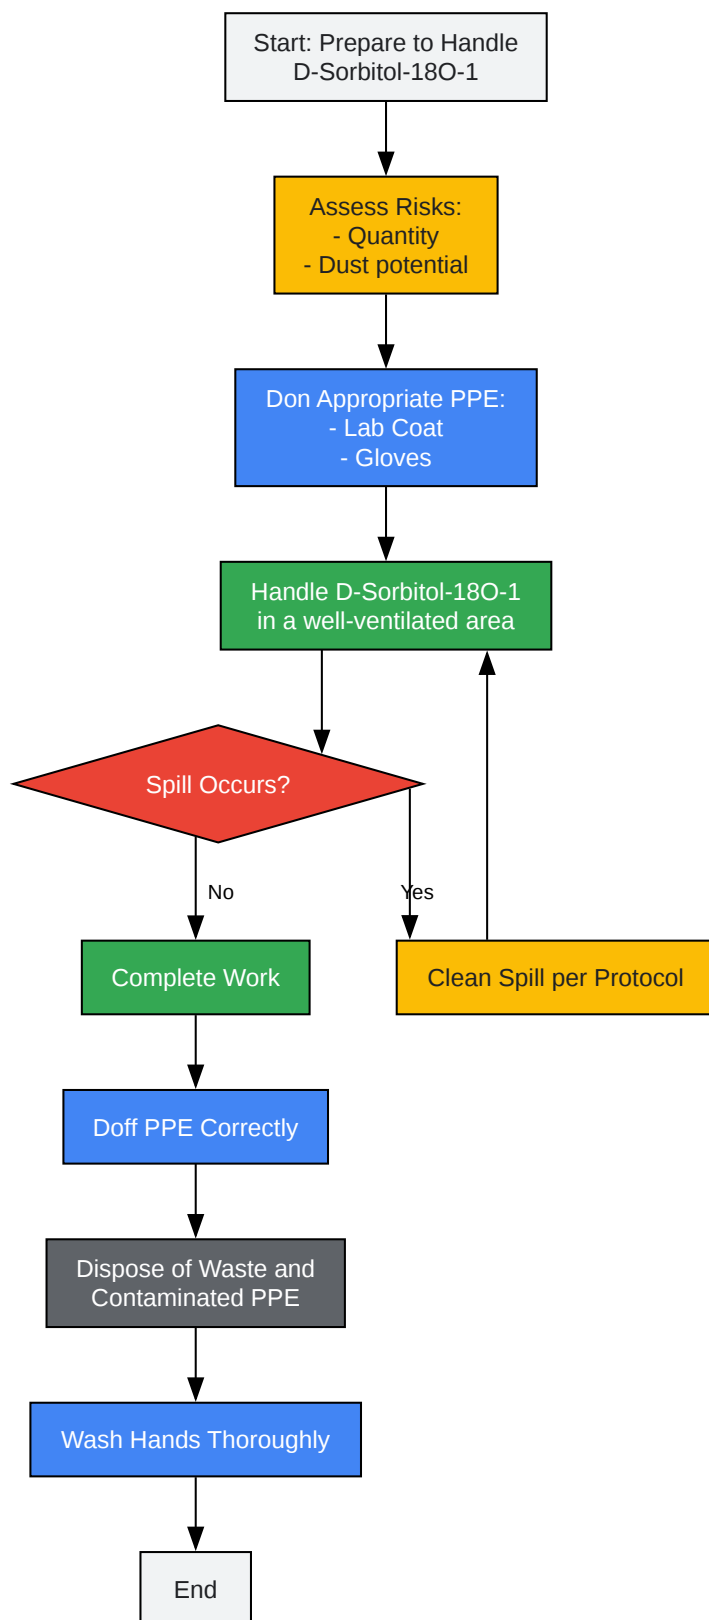 Start: Prepare to Handle
D-Sorbitol-18O-1
Assess Risks:
- Quantity
- Dust potential
Don Appropriate PPE:
- Lab Coat
- Gloves
Handle D-Sorbitol-18O-1
in a well-ventilated area
Spill Occurs?
No
Yes
Complete Work
Clean Spill per Protocol
Doff PPE Correctly
Dispose of Waste and
Contaminated PPE
Wash Hands Thoroughly
End